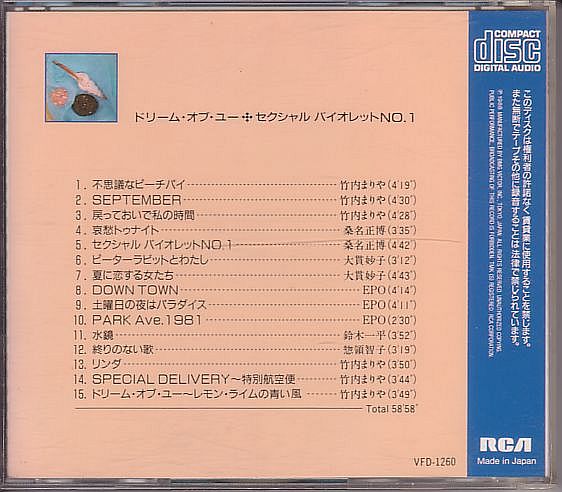 COMPACT
disc
DIGITAL AUDIO
ドリーム・オブ・ユー✣セクシャル バイオレットNO.1
1. 不思議なピーチパイ 竹内まりや(4'19")
2. SEPTEMBER 竹内まりや(4'30")
3. 戻っておいで私の時間 竹内まりや(4'28")
4. 哀愁トゥナイト 桑名正博(3'35")
5. セクシャル バイオレットNO.1 桑名正博(4'42")
6. ピーターラビットとわたし 大貫妙子(3'12")
7. 夏に恋する女たち 大貫妙子(4'43")
8. DOWN TOWN EPO(4'14")
9. 土曜日の夜はパラダイス EPO(4'11")
10. PARK Ave.1981 EPO(2'30")
11. 水鏡 鈴木一平(3'52")
12. 終りのない歌 惣領智子(3'19")
13. リンダ 竹内まりや(3'50")
14. SPECIAL DELIVERY〜特別航空便 竹内まりや(3'44")
15. ドリーム・オブ・ユー〜レモン・ライムの青い風 竹内まりや(3'49")
Total 58'58"
VFD-1260
このディスクは権利者の許諾なく賃貸業に使用することを禁じます。
また無断でテープその他に録音することは法律で禁じられています。
RCA
Made in Japan